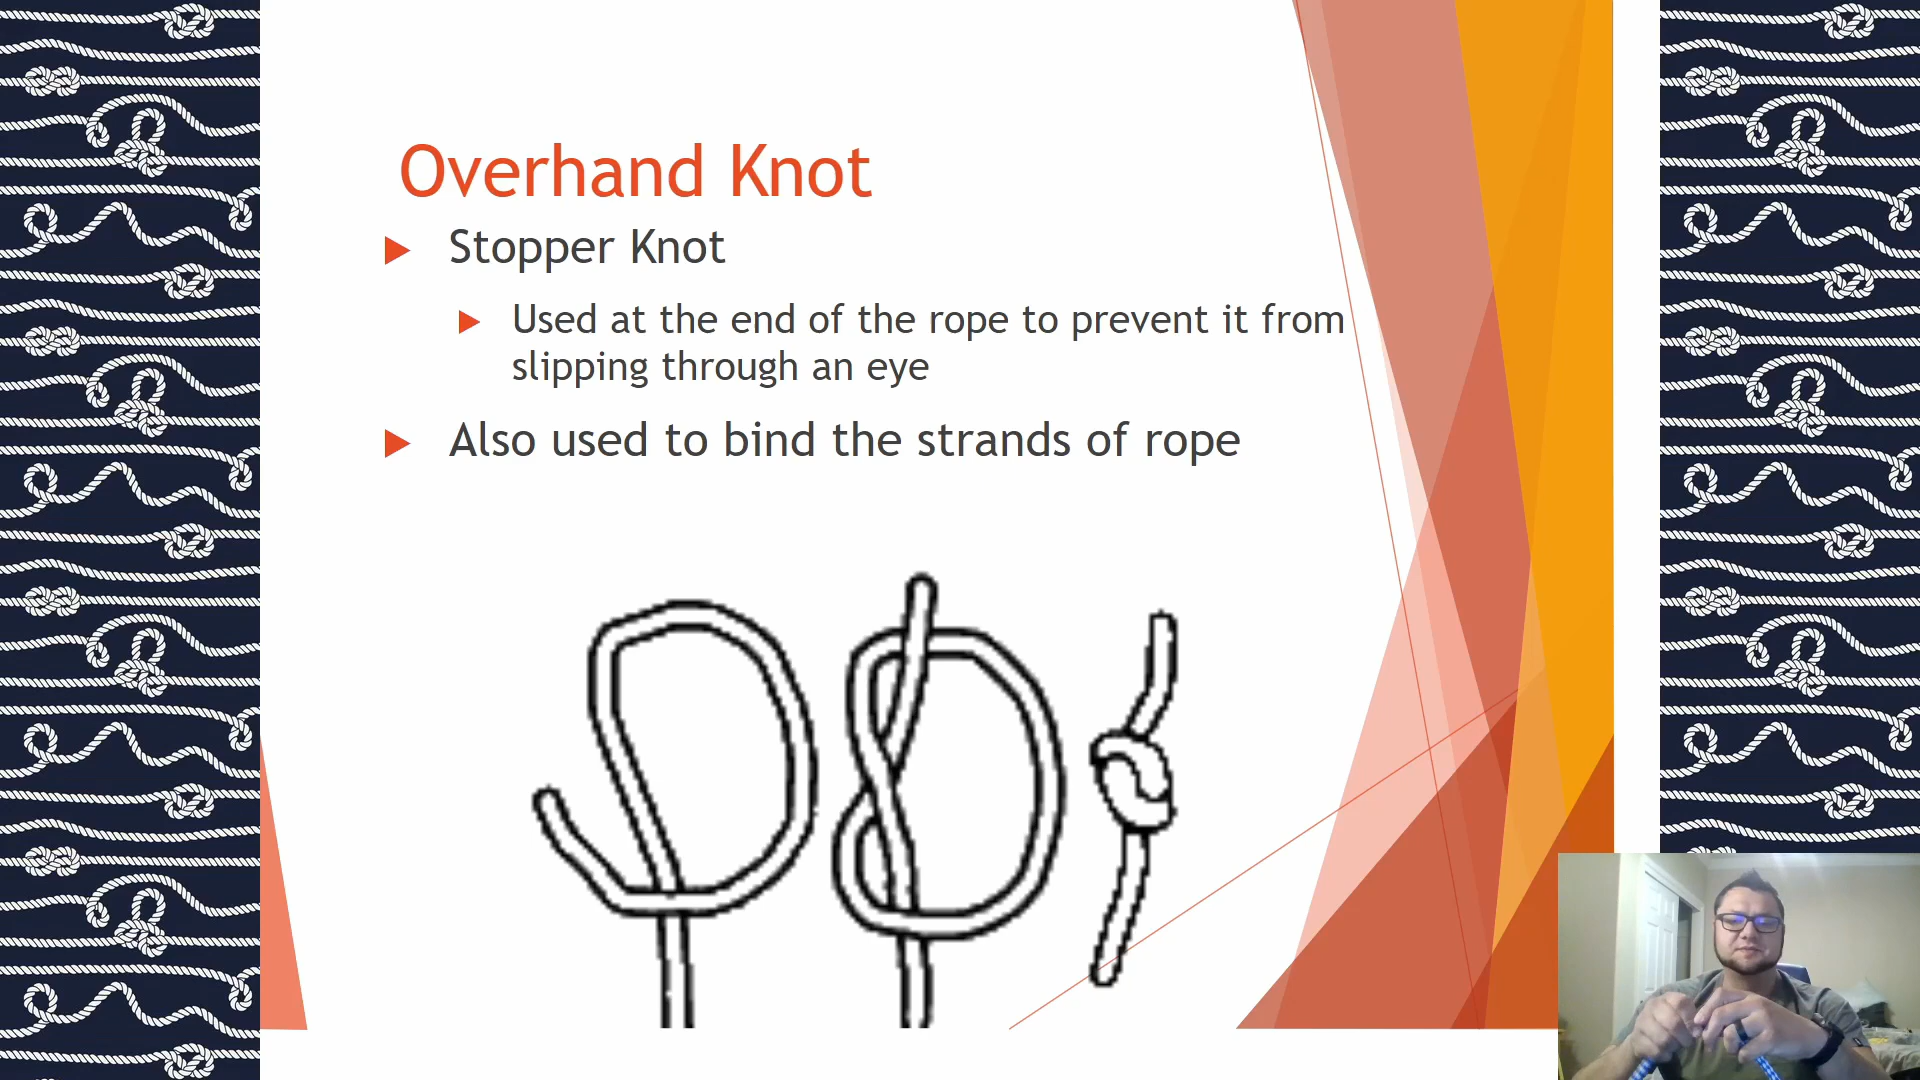 Overhand Knot
Stopper Knot
Used at the end of the rope to prevent it from
slipping through an eye
Also used to bind the strands of rope